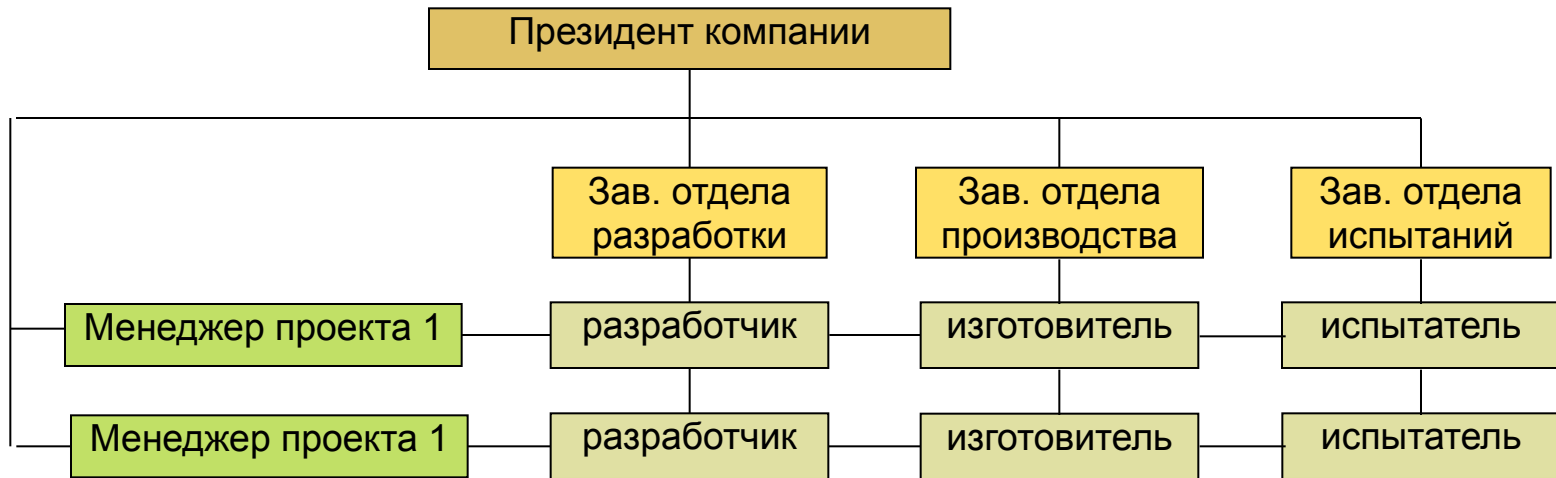 Президент компании
Зав. отдела
разработки
Зав. отдела
производства
Зав. отдела
испытаний
Менеджер проекта 1
разработчик
изготовитель
испытатель
Менеджер проекта 1
разработчик
изготовитель
испытатель